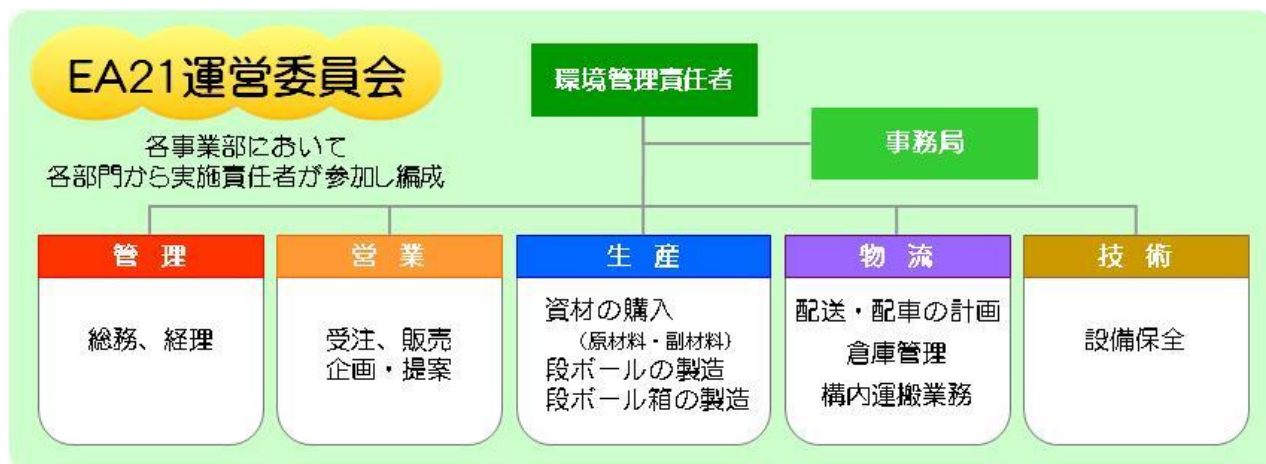 EA21運営委員会
各事業部において
各部門から実施責任者が参加し編成
環境管理責任者
事務局
管 理
総務、経理
営 業
受注、販売
企画・提案
生 産
資材の購入
(原材料・副材料)
段ボールの製造
段ボール箱の製造
物 流
配送・配車の計画
倉庫管理
構内運搬業務
技 術
設備保全